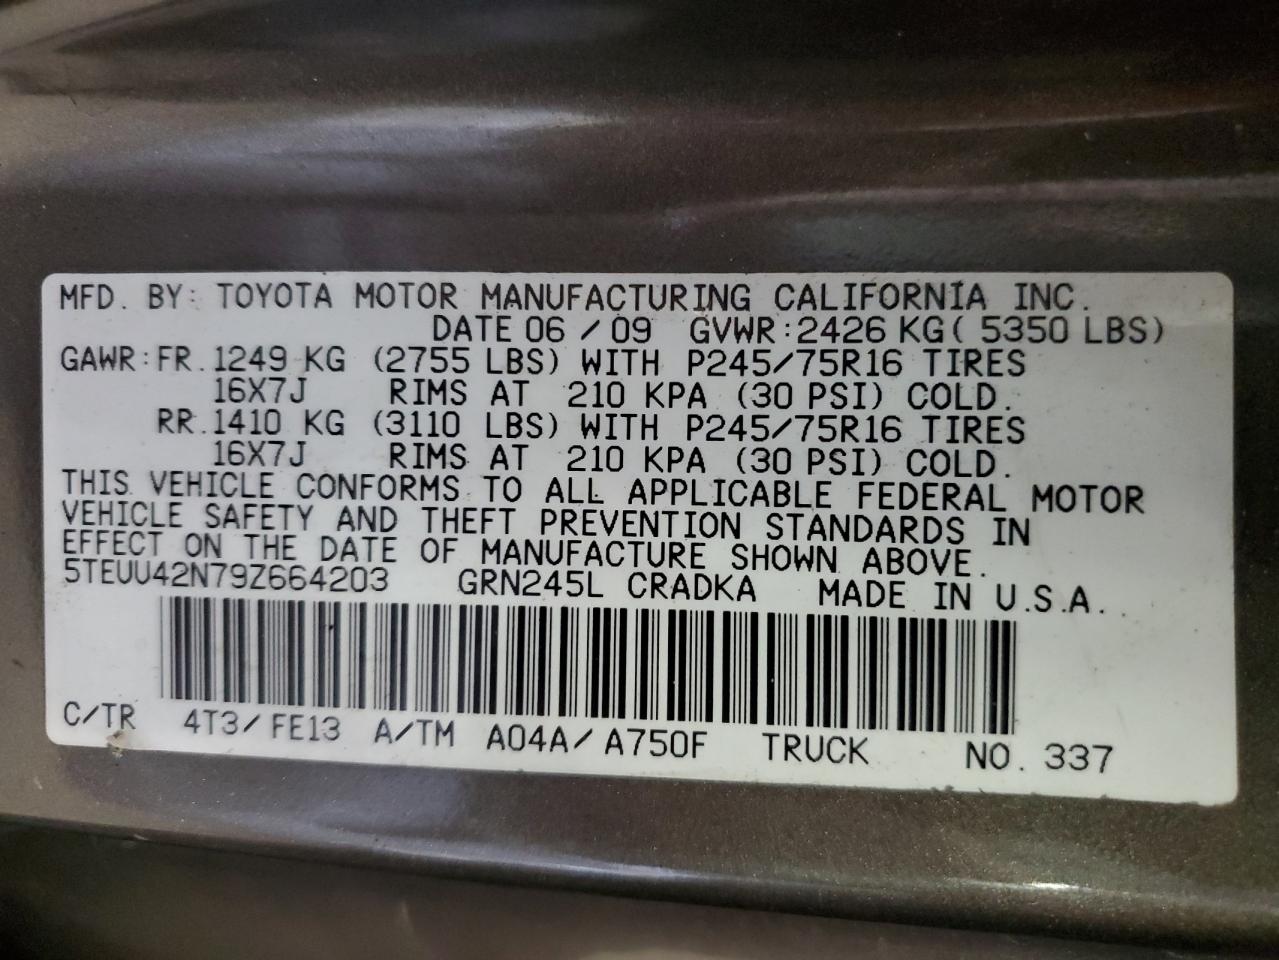 MFD. BY: TOYOTA MOTOR MANUFACTURING CALIFORNIA INC.
DATE 06 / 09 GVWR:2426 KG( 5350 LBS)
GAWR:FR. 1249 KG (2755 LBS) WITH P245/75R16 TIRES
16X7J RIMS AT 210 KPA (30 PSI) COLD.
RR. 1410 KG (3110 LBS) WITH P245/75R16 TIRES
16X7J RIMS AT 210 KPA (30 PSI) COLD.
THIS VEHICLE CONFORMS TO ALL APPLICABLE FEDERAL MOTOR
VEHICLE SAFETY AND THEFT PREVENTION STANDARDS IN
EFFECT ON THE DATE OF MANUFACTURE SHOWN ABOVE.
5TEUU42N79Z664203 GRN245L CRADKA MADE IN U.S.A.
C/TR 4T3/ FE13 A/TM A04A/ A750F TRUCK NO. 337